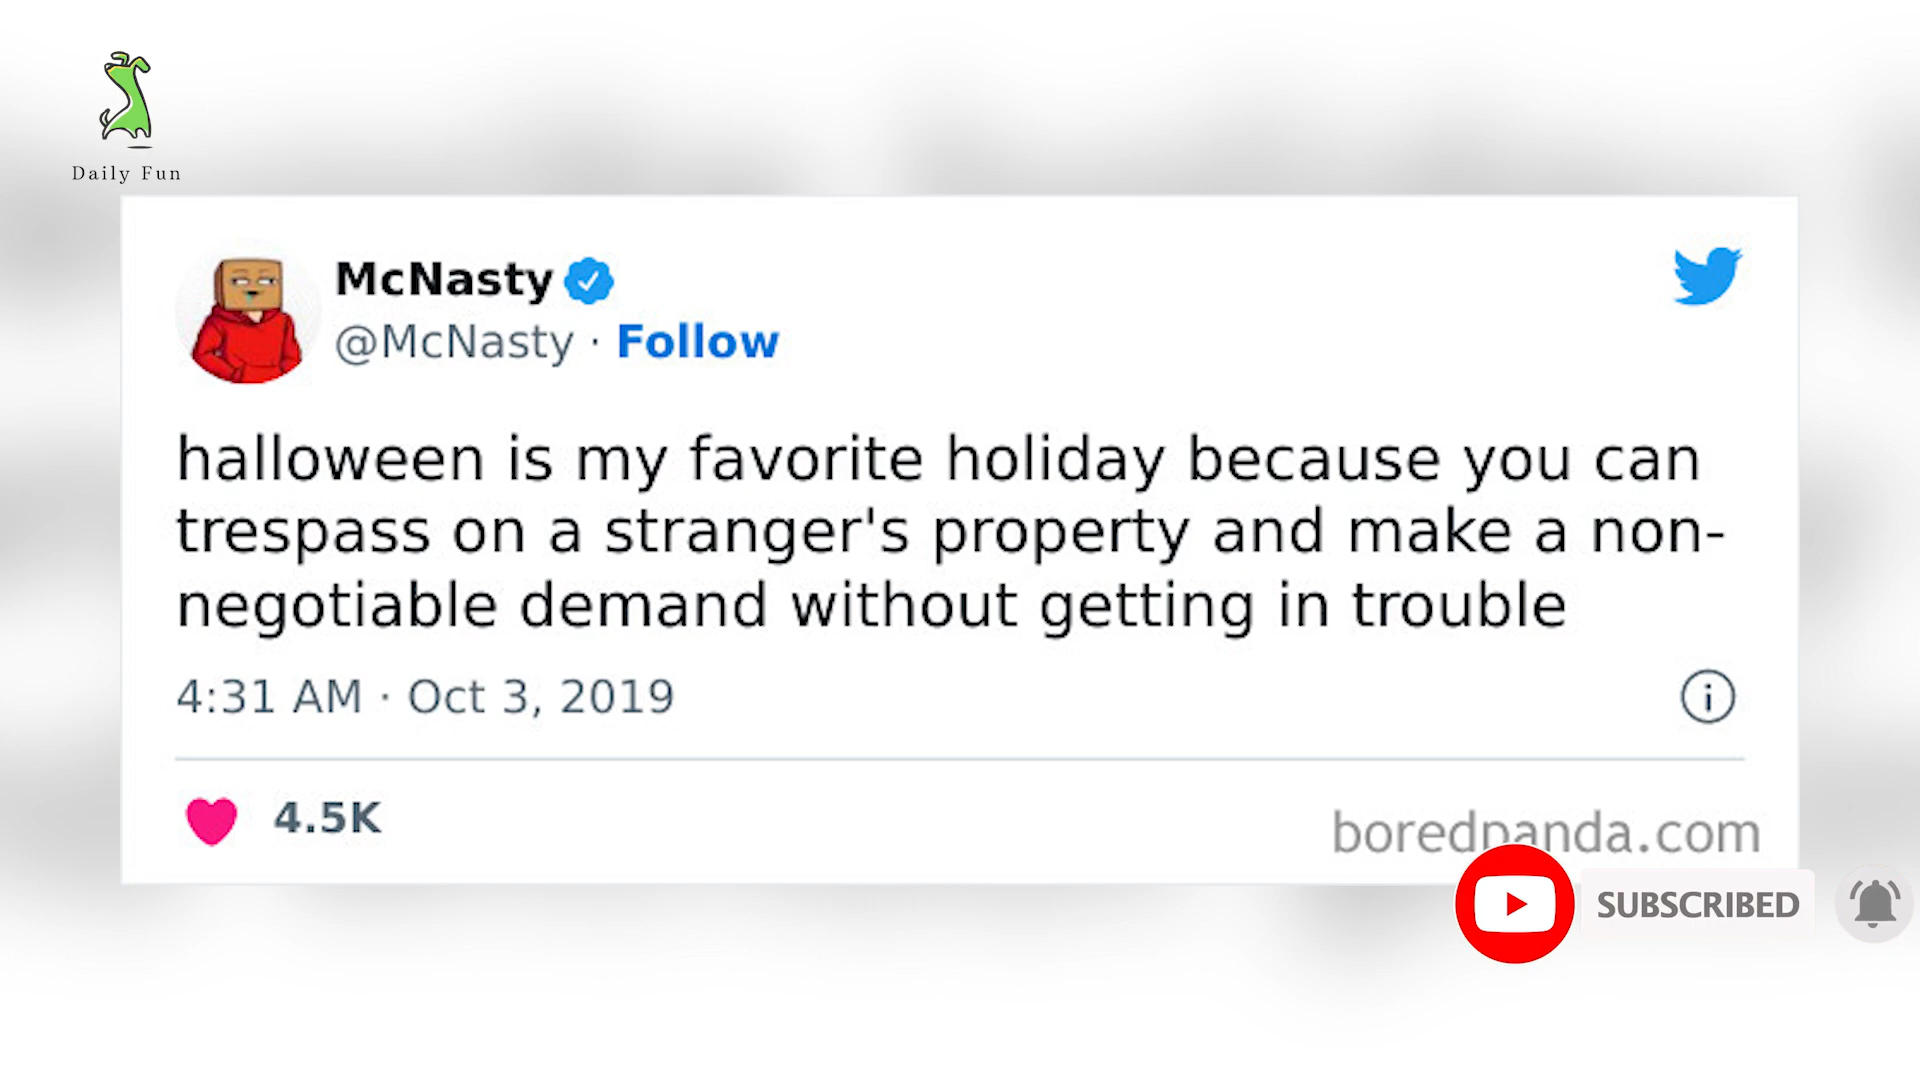 Daily Fun
McNasty
@McNasty · Follow
halloween is my favorite holiday because you can
trespass on a stranger's property and make a non-
negotiable demand without getting in trouble
4:31 AM · Oct 3, 2019
4.5K
boredpanda.com
SUBSCRIBED